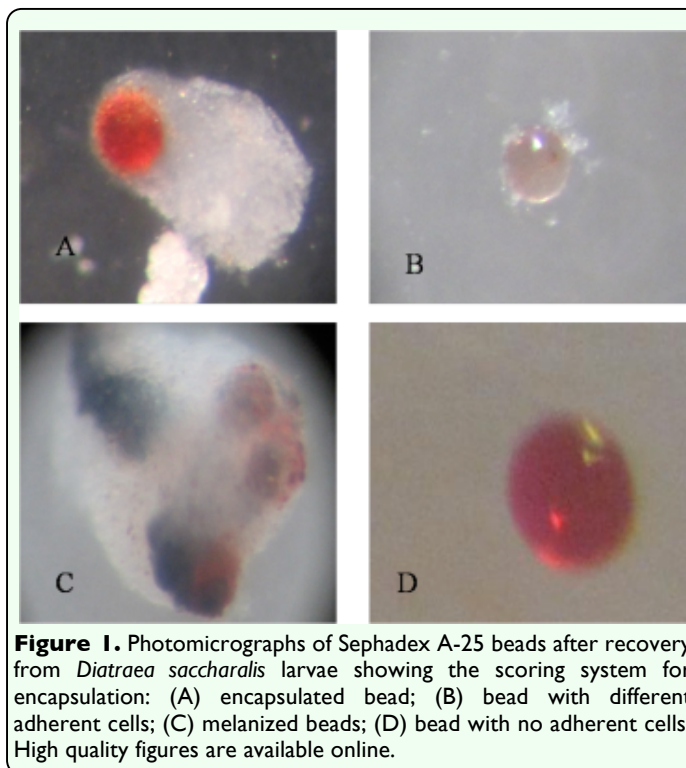 A
B
C
D
Figure 1. Photomicrographs of Sephadex A-25 beads after recovery
from Diatraea saccharalis larvae showing the scoring system for
encapsulation: (A) encapsulated bead; (B) bead with different
adherent cells; (C) melanized beads; (D) bead with no adherent cells
High quality figures are available online.